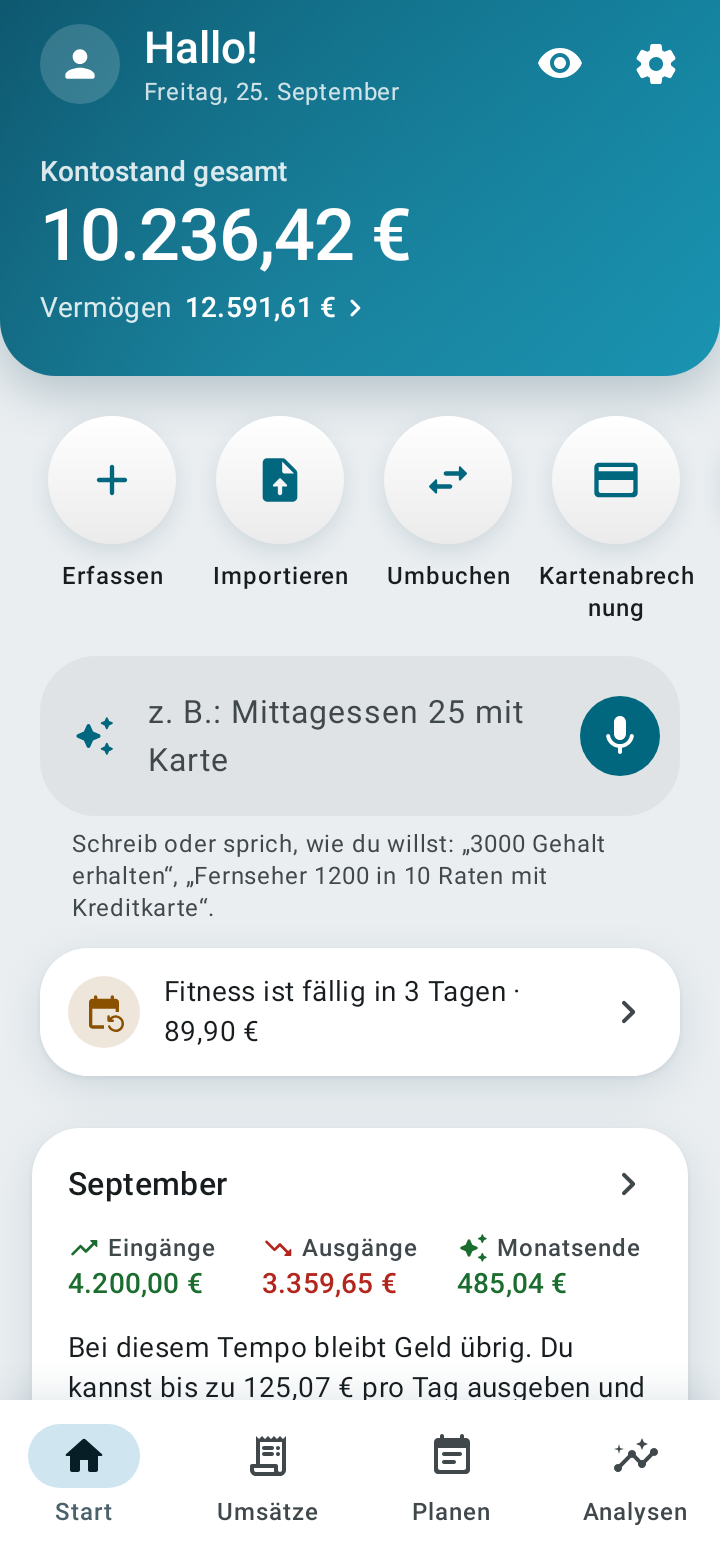 Hallo!
Freitag, 25. September
Kontostand gesamt
10.236,42 €
Vermögen 12.591,61 €
Erfassen
Importieren
Umbuchen
Kartenabrech
nung
z. B.: Mittagessen 25 mit
Karte
Schreib oder sprich, wie du willst: „3000 Gehalt
erhalten“, „Fernseher 1200 in 10 Raten mit
Kreditkarte“.
Fitness ist fällig in 3 Tagen ·
89,90 €
September
Eingänge Ausgänge Monatsende
4.200,00 € 3.359,65 € 485,04 €
Bei diesem Tempo bleibt Geld übrig. Du
kannst bis zu 125,07 € pro Tag ausgeben und
Start Umsätze Planen Analysen